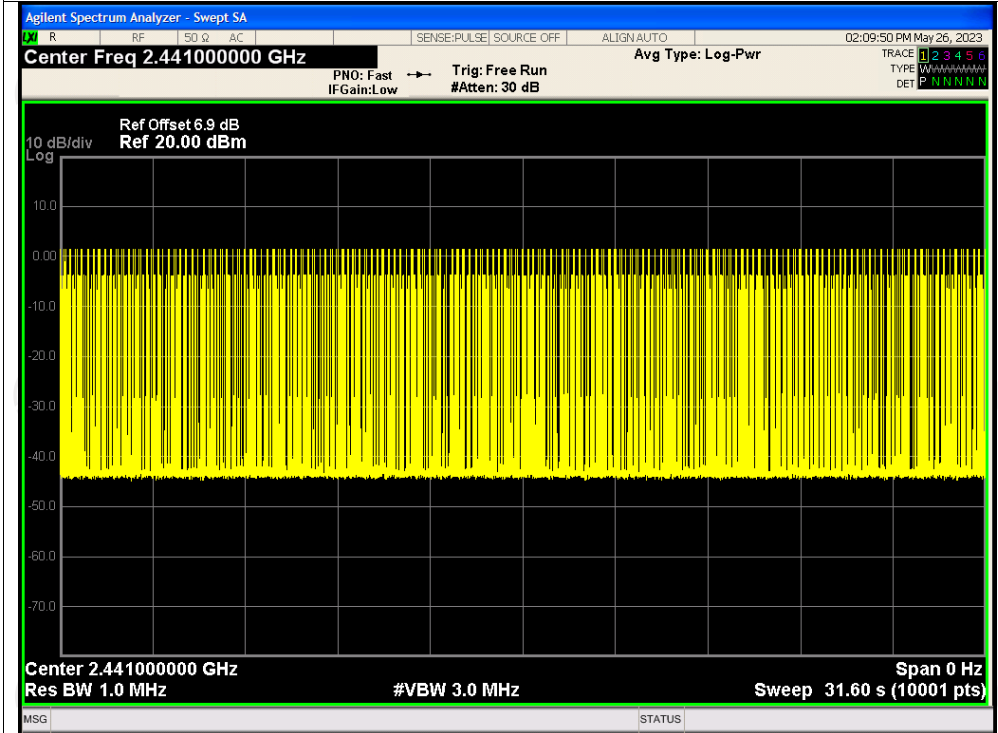 Agilent Spectrum Analyzer - Swept SA
LXI R RF 50 Ω AC SENSE:PULSE SOURCE OFF ALIGNAUTO 02:09:50 PM May 26, 2023
Center Freq 2.441000000 GHz Avg Type: Log-Pwr TRACE 1 2 3 4 5 6
PNO: Fast Trig: Free Run TYPE W
IFGain:Low #Atten: 30 dB DET P N N N N N
Ref Offset 6.9 dB
10 dB/div Ref 20.00 dBm
Log
10.0
0.00
-10.0
-20.0
-30.0
-40.0
-50.0
-60.0
-70.0
Center 2.441000000 GHz Span 0 Hz
Res BW 1.0 MHz #VBW 3.0 MHz Sweep 31.60 s (10001 pts)
MSG STATUS